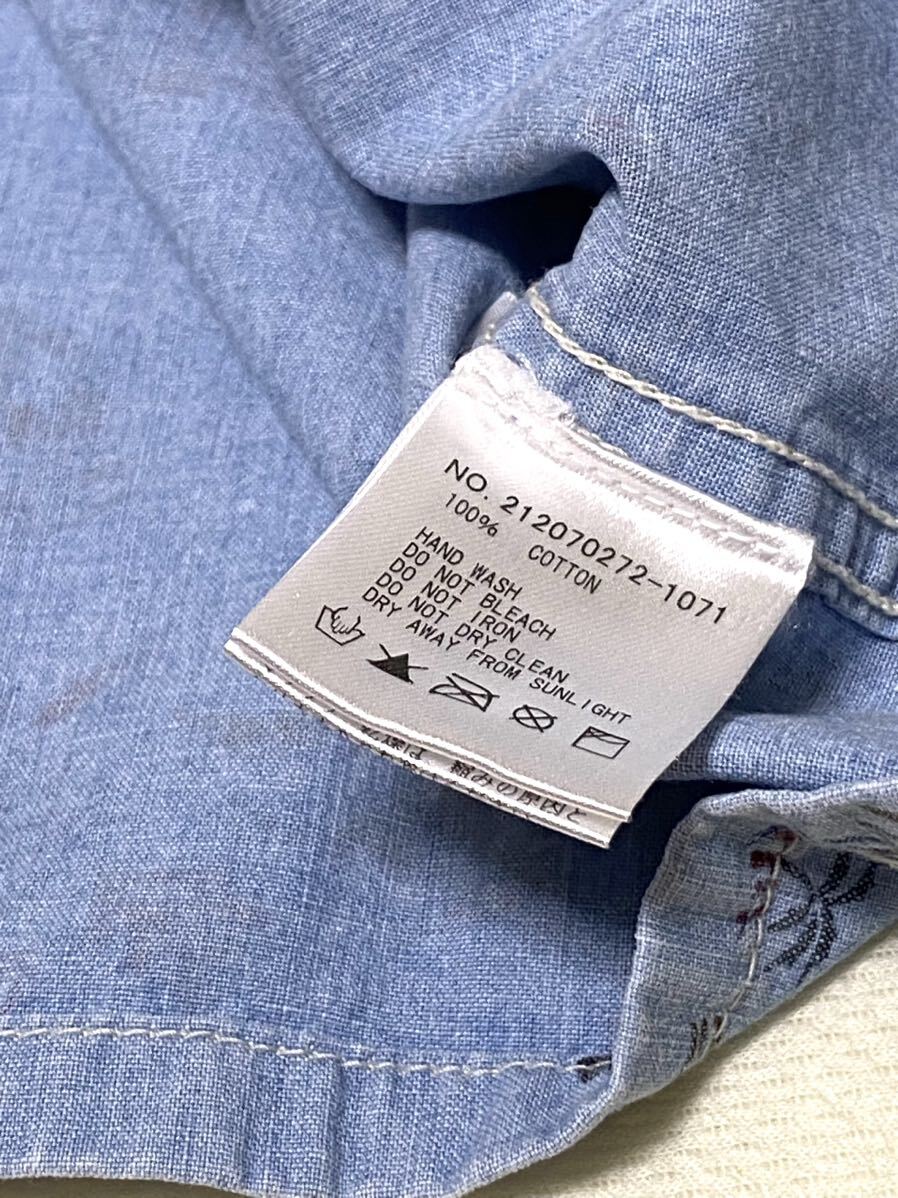 NO. 212070272-1071
100% COTTON
HAND WASH
DO NOT BLEACH
DO NOT IRON
DO NOT DRY CLEAN
DRY AWAY FROM SUNLIGHT